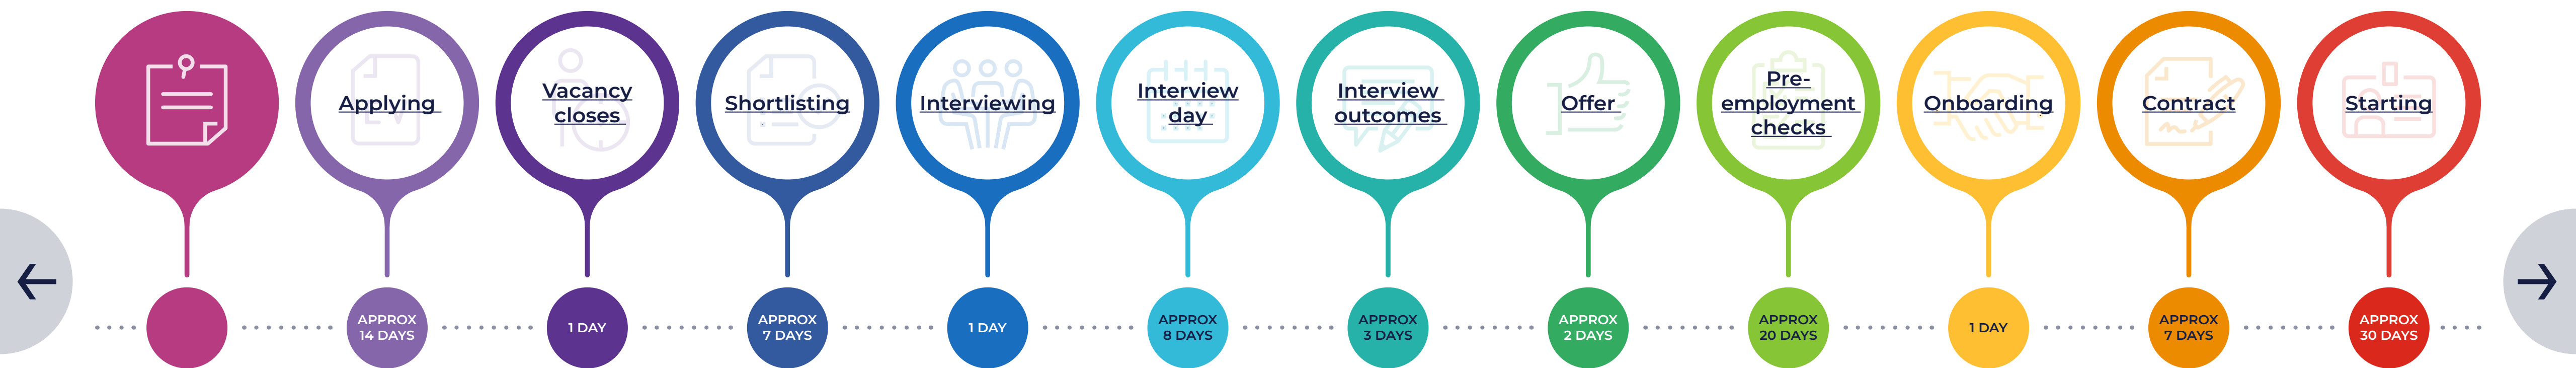 Applying
Vacancy
closes
Shortlisting
Interviewing
Interview
day
Interview
outcomes
Offer
Pre-
employment
checks
Onboarding
Contract
Starting
APPROX
14 DAYS
1 DAY
APPROX
7 DAYS
1 DAY
APPROX
8 DAYS
APPROX
3 DAYS
APPROX
2 DAYS
APPROX
20 DAYS
1 DAY
APPROX
7 DAYS
APPROX
30 DAYS